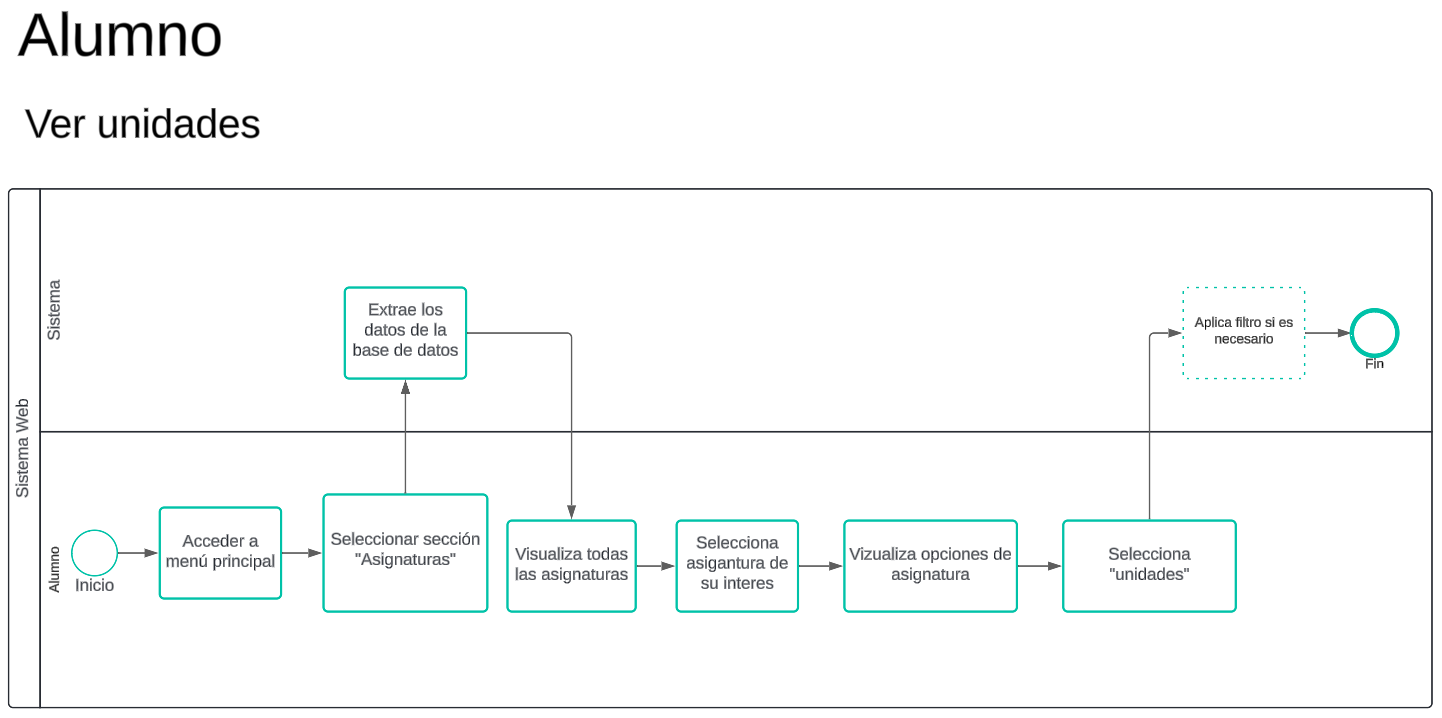 Alumno
Ver unidades
Sistema Web
Sistema
Extrae los
datos de la
base de datos
Aplica filtro si es
necesario
Fin
Alumno
Inicio
Acceder a
menú principal
Seleccionar sección
"Asignaturas"
Visualiza todas
las asignaturas
Selecciona
asigantura de
su interes
Vizualiza opciones de
asignatura
Selecciona
"unidades"